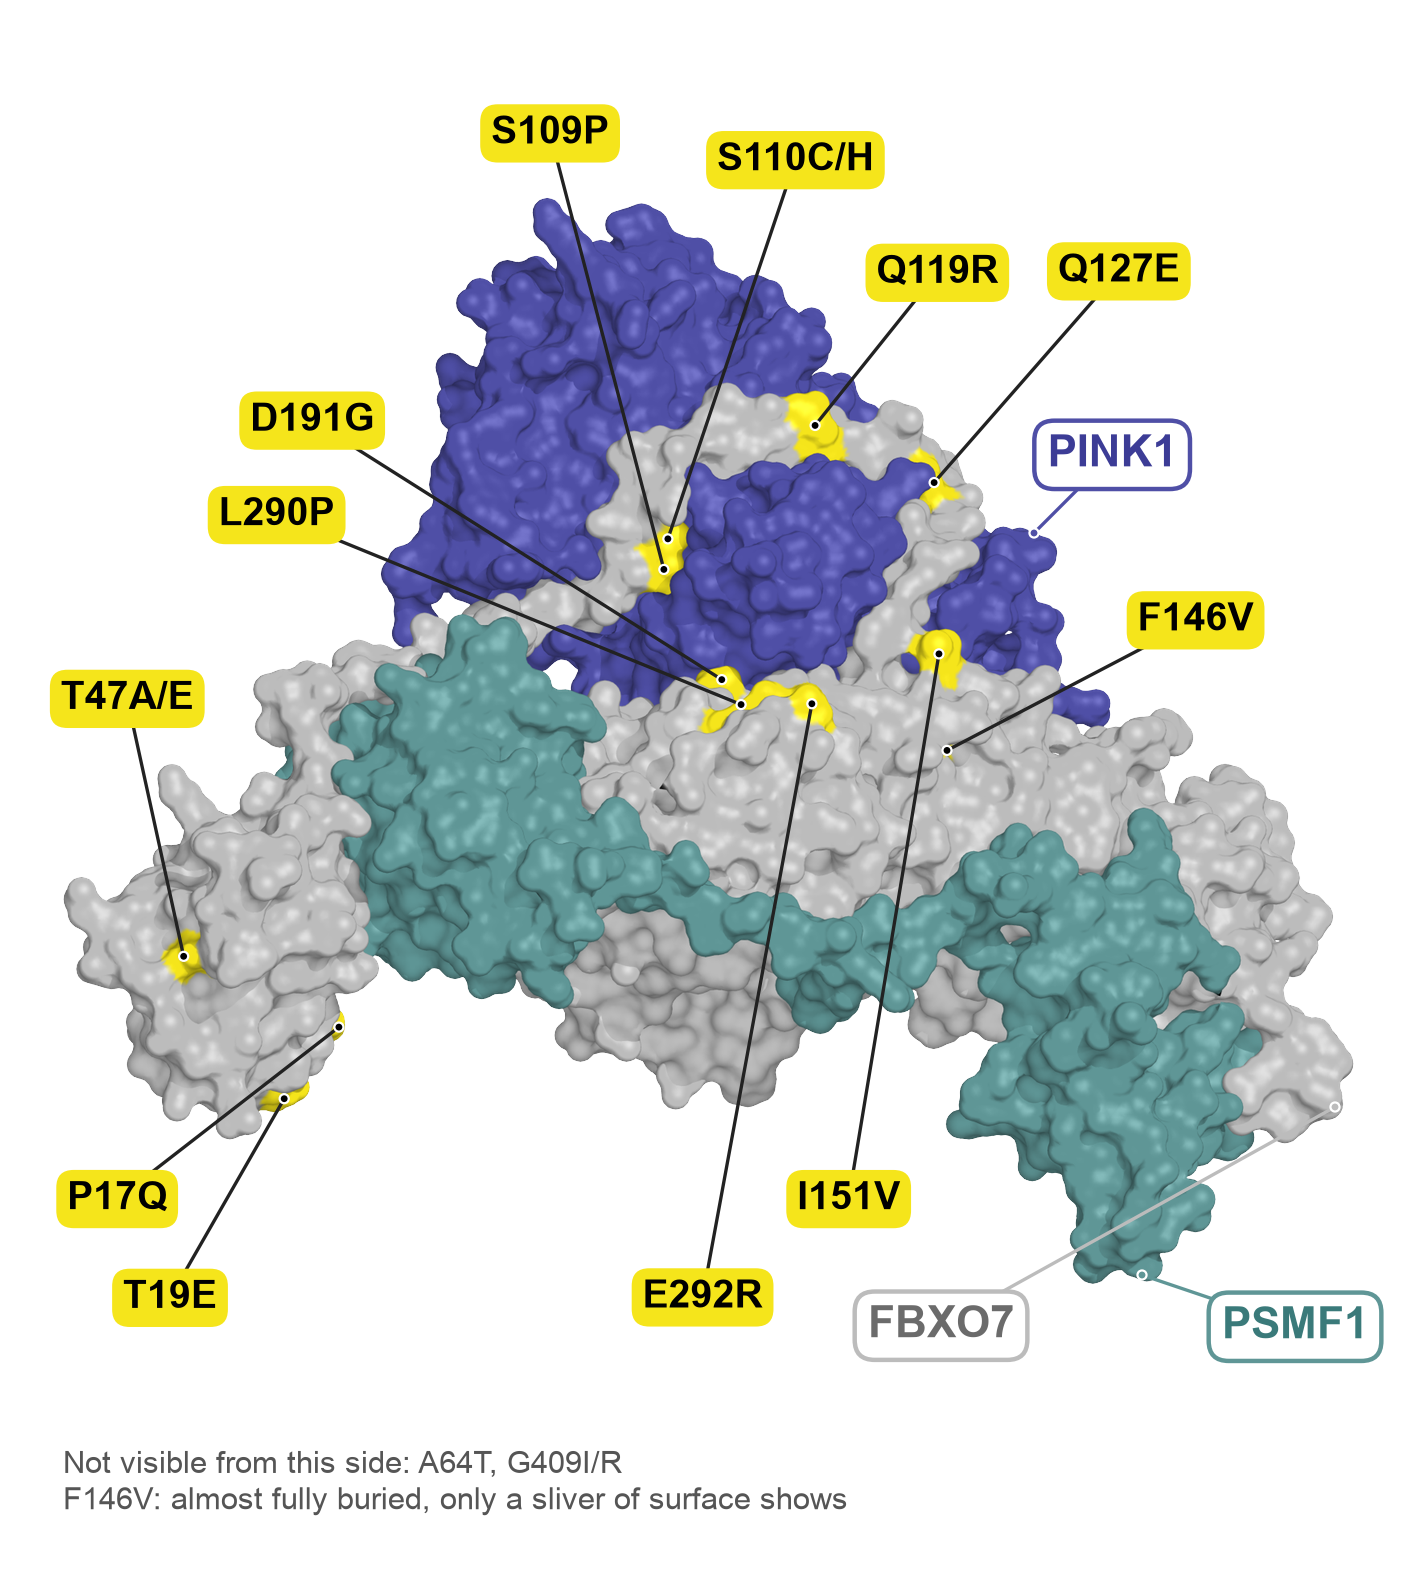 S109P
S110C/H
Q119R
Q127E
D191G
PINK1
L290P
F146V
T47A/E
P17Q
I151V
T19E
E292R
FBXO7
PSMF1
Not visible from this side: A64T, G409I/R
F146V: almost fully buried, only a sliver of surface shows